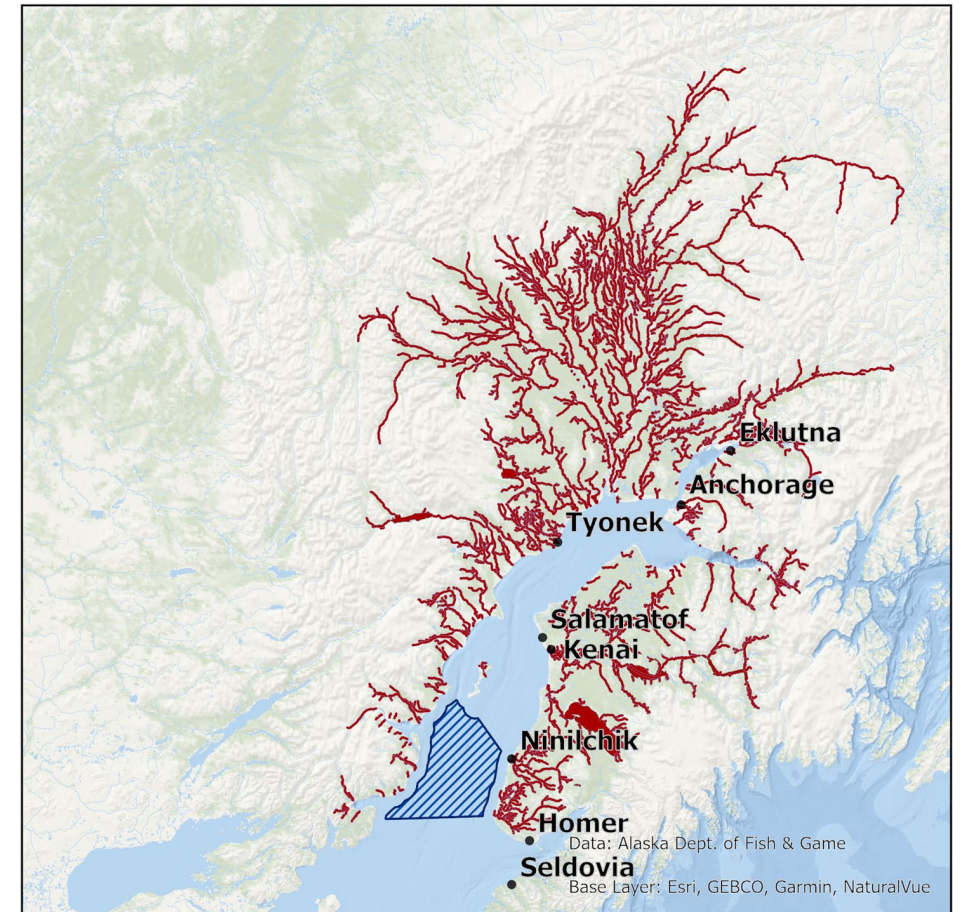 Eklutna
Anchorage
Tyonek
Salamatof
Kenai
Ninilchik
Homer
Data: Alaska Dept. of Fish & Game
Seldovia
Base Layer: Esri, GEBCO, Garmin, NaturalVue